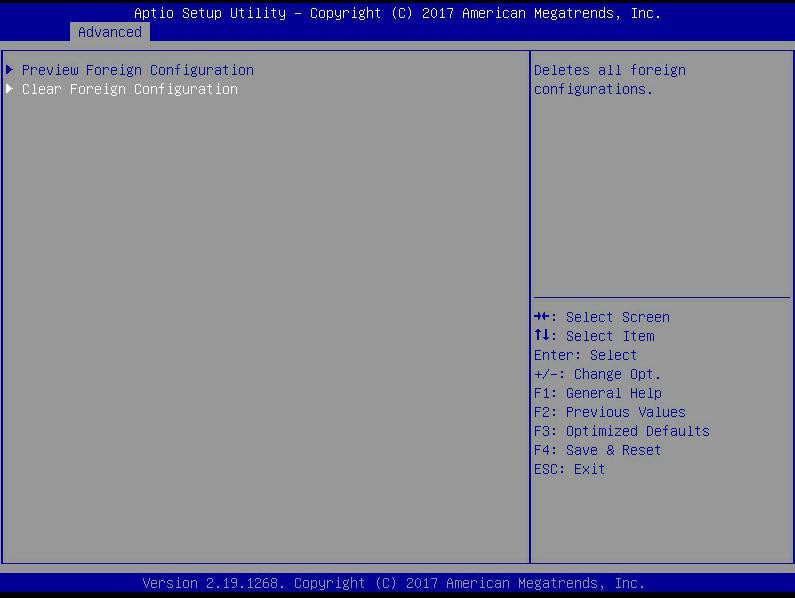 Aptio Setup Utility – Copyright (C) 2017 American Megatrends, Inc.
Advanced
Preview Foreign Configuration
Clear Foreign Configuration
Deletes all foreign
configurations.
→←: Select Screen
↑↓: Select Item
Enter: Select
+/-: Change Opt.
F1: General Help
F2: Previous Values
F3: Optimized Defaults
F4: Save & Reset
ESC: Exit
Version 2.19.1268. Copyright (C) 2017 American Megatrends, Inc.